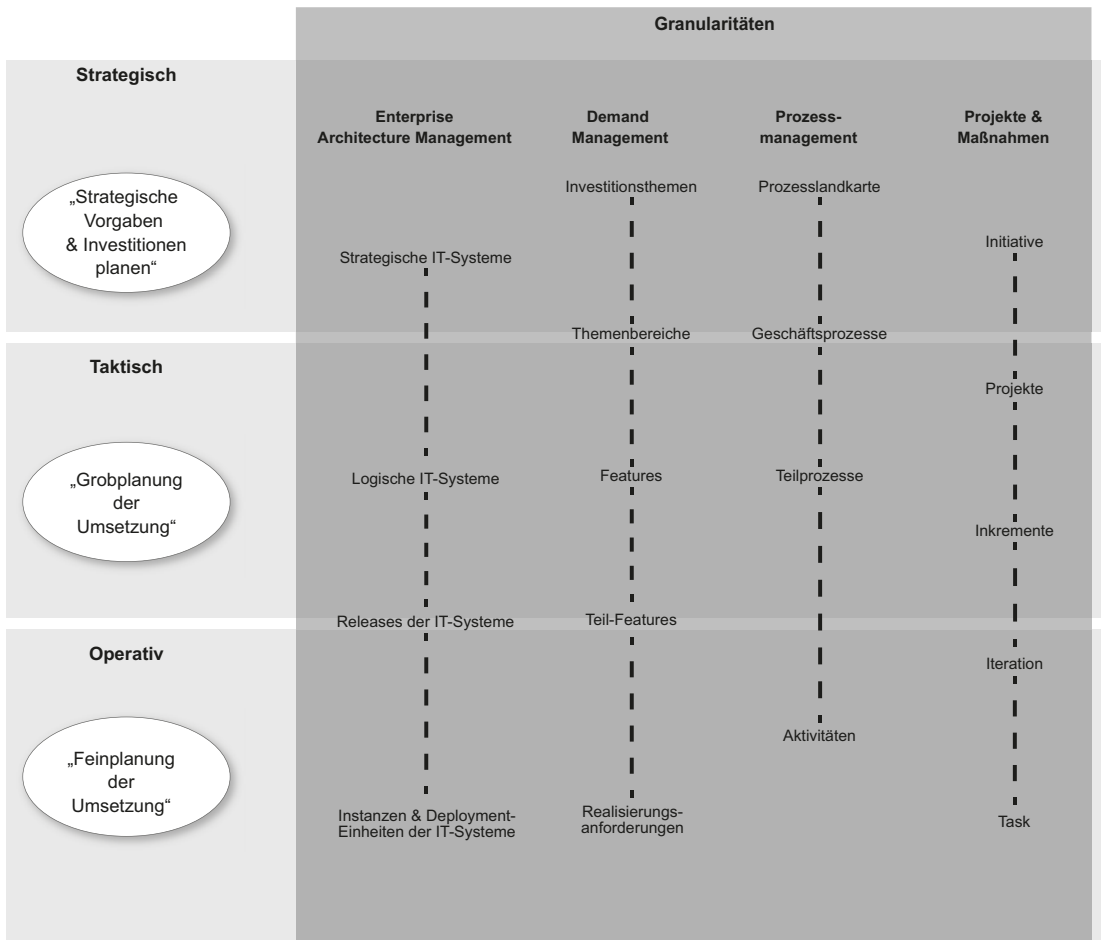 Granularitäten
Strategisch
Enterprise
Architecture Management
Demand
Management
Prozess-
management
Projekte &
Maßnahmen
„Strategische
Vorgaben
& Investitionen
planen“
Investitionsthemen
Prozesslandkarte
Initiative
Strategische IT-Systeme
Themenbereiche
Geschäftsprozesse
Taktisch
Projekte
„Grobplanung
der
Umsetzung“
Logische IT-Systeme
Features
Teilprozesse
Inkremente
Releases der IT-Systeme
Teil-Features
Operativ
Iteration
„Feinplanung
der
Umsetzung“
Aktivitäten
Instanzen & Deployment-
Einheiten der IT-Systeme
Realisierungs-
anforderungen
Task